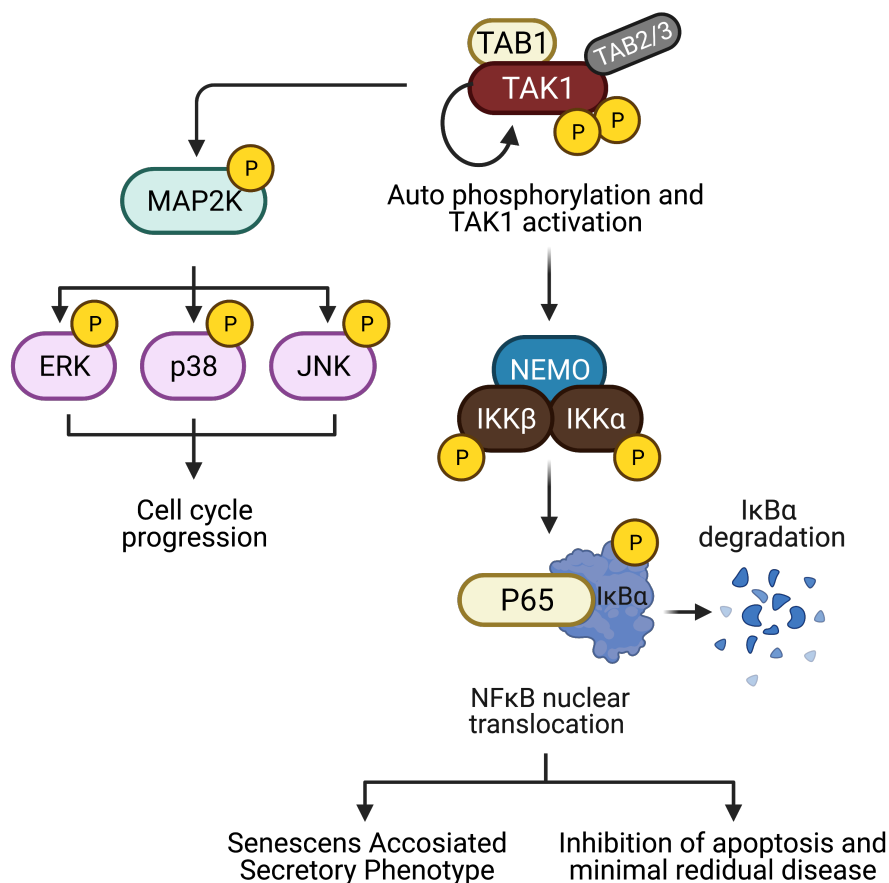 TAB1
TAB2/3
TAK1
P
P
Auto phosphorylation and
TAK1 activation
P
MAP2K
P
P
P
ERK
p38
JNK
Cell cycle
progression
NEMO
IKKβ
IKKα
P
P
P
P65
IκBα
IκBα
degradation
NFκB nuclear
translocation
Senescens Accosiated
Secretory Phenotype
Inhibition of apoptosis and
minimal redidual disease